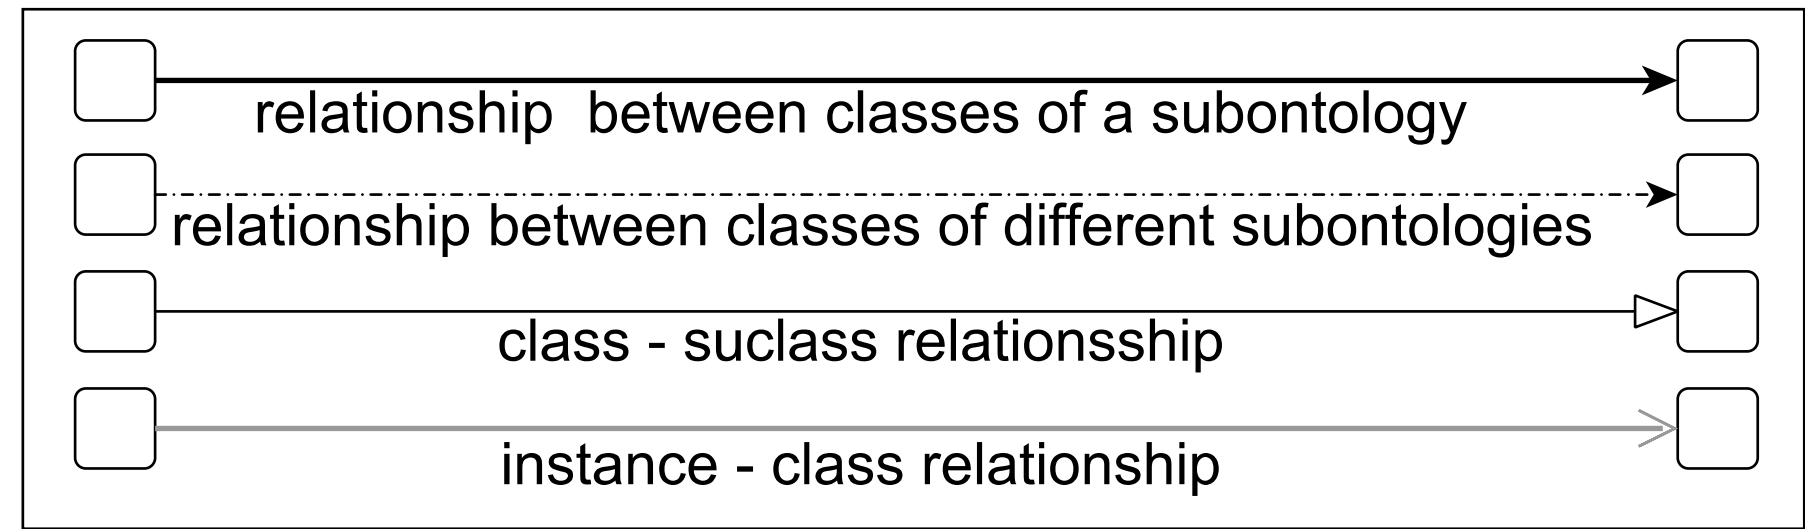 relationship  between classes of a subontology
relationship between classes of different subontologies
class - suclass relationsship
instance - class relationship